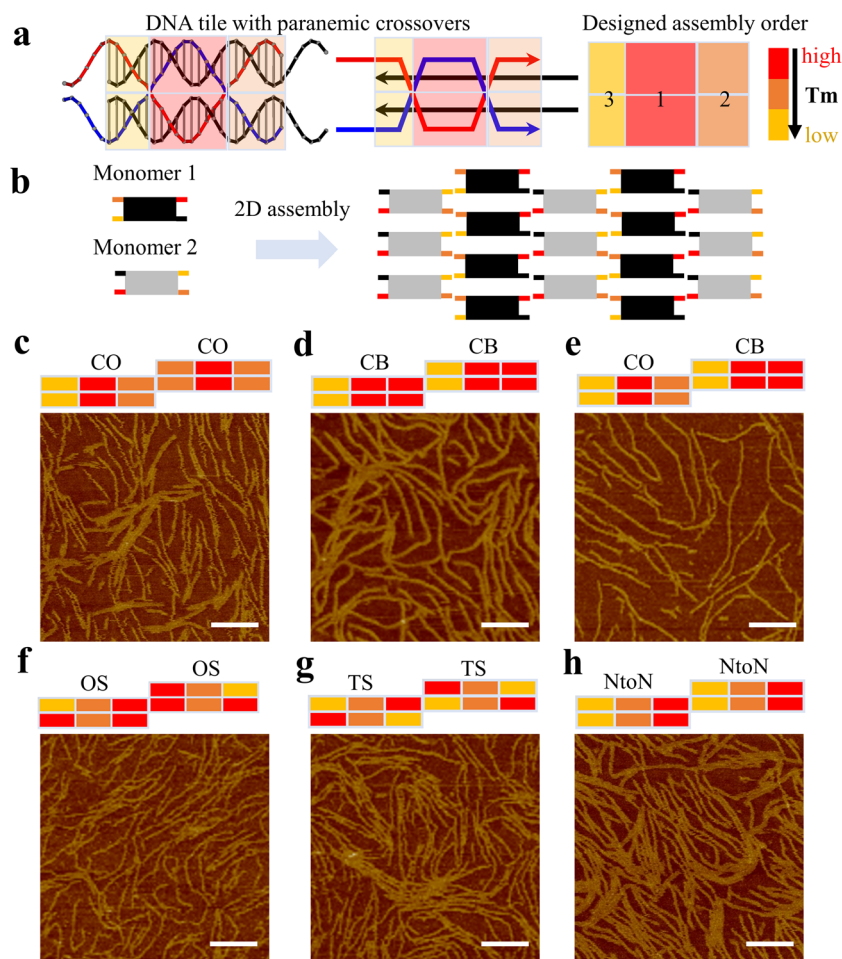 a
DNA tile with paranemic crossovers
Designed assembly order
3
1
2
high
Tm
low
b
Monomer 1
Monomer 2
2D assembly
c
CO
CO
d
CB
CB
e
CO
CB
f
OS
OS
g
TS
TS
h
NtoN
NtoN